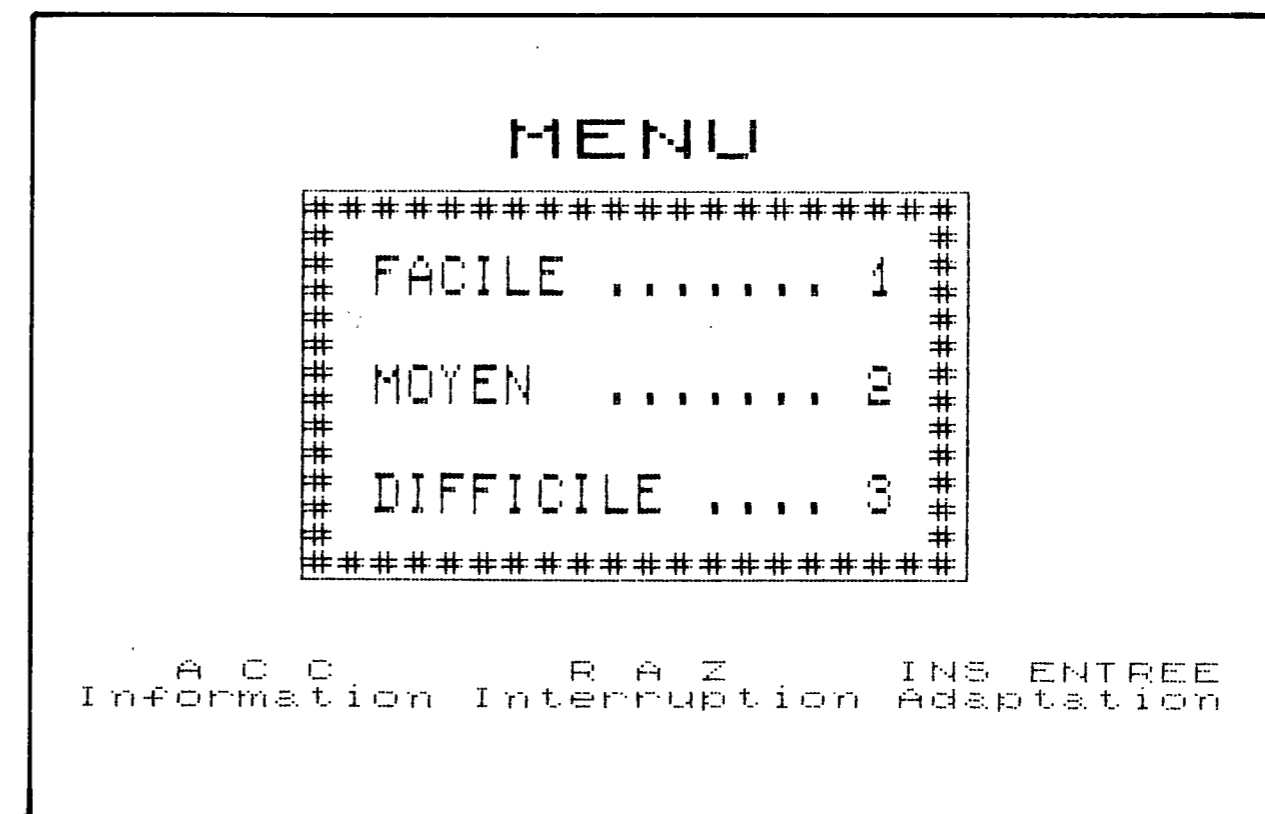 MENU
####################
FACILE ....... 1
MOYEN ....... 2
DIFFICILE .... 3
####################
A C C R A Z INS ENTREE
Information Interruption Adaptation